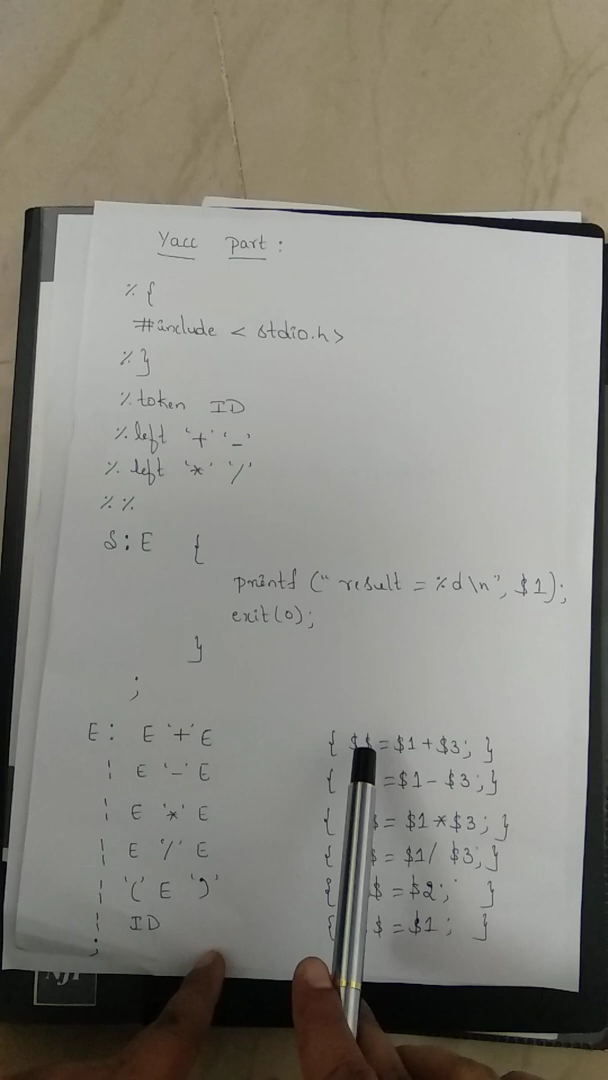 Yacc part :
%{
#include < stdio.h>
%}
%token ID
%left '+' '-'
%left '*' '/'
%%
S : E {
printf (" result = %d\n", $1);
exit(0);
}
;
E : E '+' E { $$ = $1 + $3; }
| E '-' E { = $1 - $3; }
| E '*' E { $ = $1 * $3; }
| E '/' E { $ = $1 / $3; }
| '(' E ')' { $ = $2; }
| ID { $ = $1; }
;